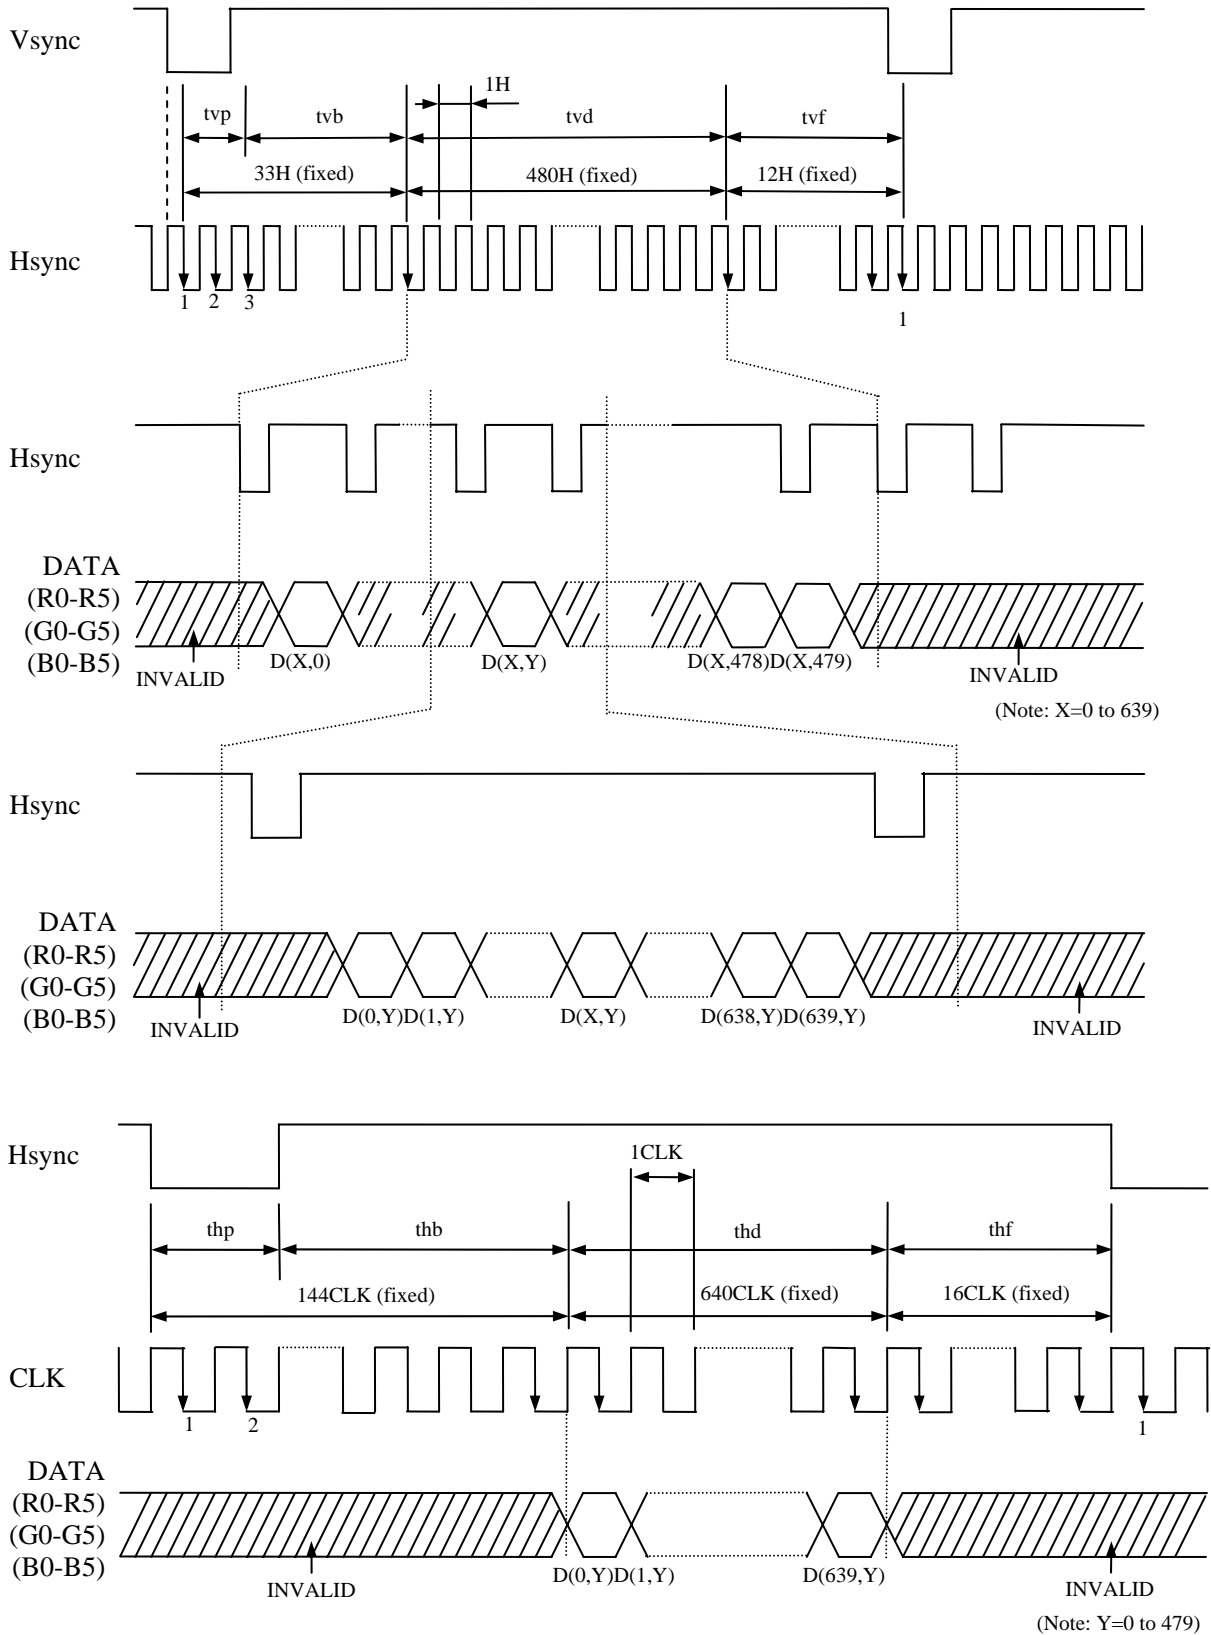 Vsync
1H
tvp
tvb
tvd
tvf
33H (fixed)
480H (fixed)
12H (fixed)
Hsync
1
2
3
1
Hsync
DATA
(R0-R5)
(G0-G5)
(B0-B5)
D(X,0)
D(X,Y)
D(X,478)D(X,479)
INVALID
INVALID
(Note: X=0 to 639)
Hsync
DATA
(R0-R5)
(G0-G5)
(B0-B5)
D(0,Y)D(1,Y)
D(X,Y)
D(638,Y)D(639,Y)
INVALID
INVALID
Hsync
1CLK
thp
thb
thd
thf
144CLK (fixed)
640CLK (fixed)
16CLK (fixed)
CLK
1
2
1
DATA
(R0-R5)
(G0-G5)
(B0-B5)
D(0,Y)D(1,Y)
D(639,Y)
INVALID
INVALID
(Note: Y=0 to 479)